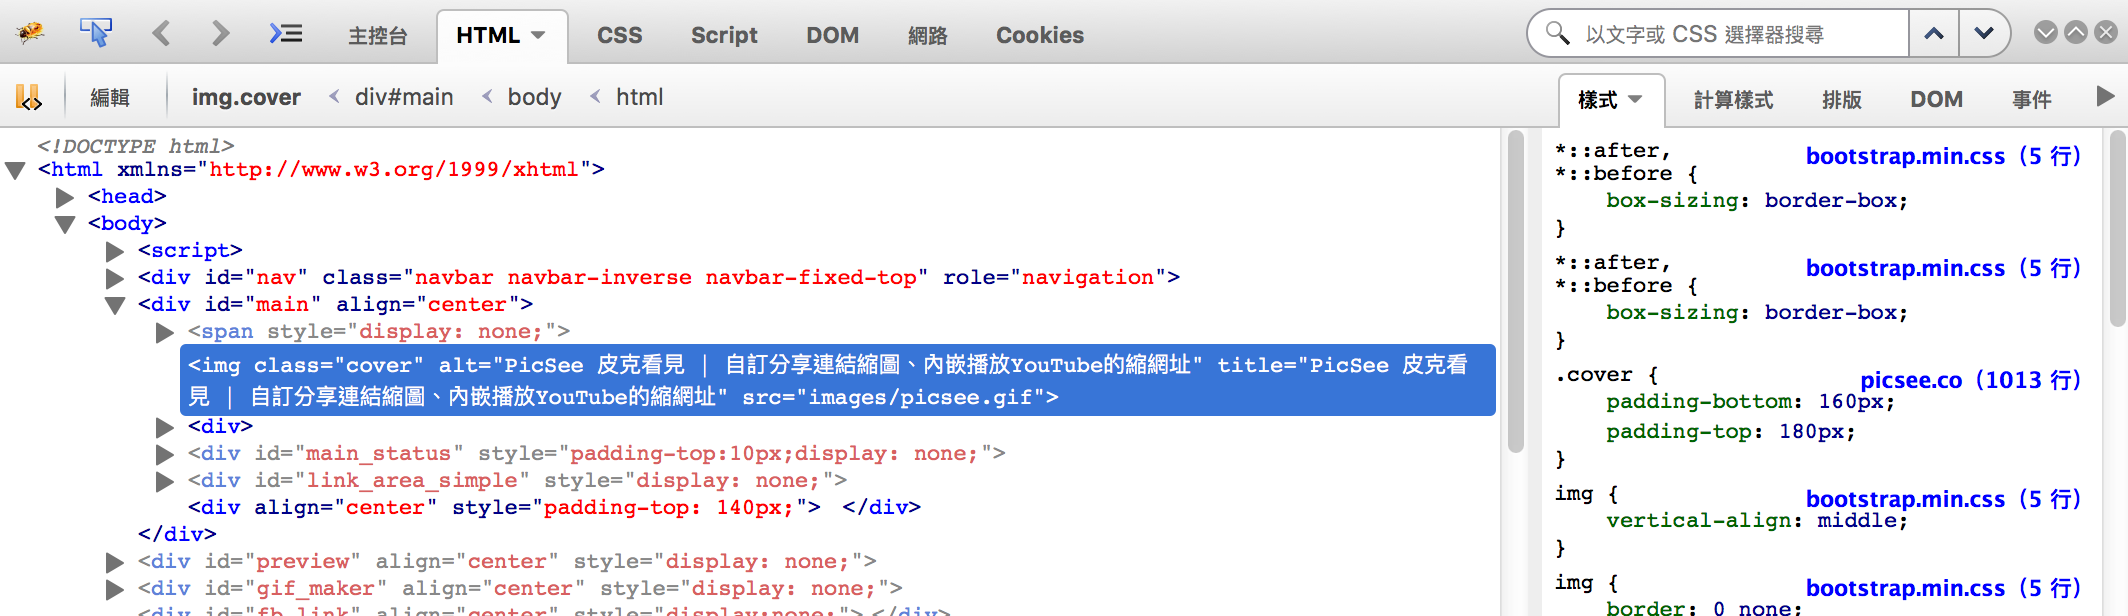 主控台 HTML CSS Script DOM 網路 Cookies 以文字或 CSS 選擇器搜尋
編輯 img.cover < div#main < body < html 樣式 計算樣式 排版 DOM 事件
<!DOCTYPE html>
<html xmlns="http://www.w3.org/1999/xhtml">
<head>
<body>
<script>
<div id="nav" class="navbar navbar-inverse navbar-fixed-top" role="navigation">
<div id="main" align="center">
<span style="display: none;">
<img class="cover" alt="PicSee 皮克看見 | 自訂分享連結縮圖、內嵌播放YouTube的縮網址" title="PicSee 皮克看
見 | 自訂分享連結縮圖、內嵌播放YouTube的縮網址" src="images/picsee.gif">
<div>
<div id="main_status" style="padding-top:10px;display: none;">
<div id="link_area_simple" style="display: none;">
<div align="center" style="padding-top: 140px;"> </div>
</div>
<div id="preview" align="center" style="display: none;">
<div id="gif_maker" align="center" style="display: none;">
<div id="fb_link" align="center" style="display:none;"> </div>
*::after, bootstrap.min.css（5 行）
*::before {
box-sizing: border-box;
}
*::after, bootstrap.min.css（5 行）
*::before {
box-sizing: border-box;
}
.cover { picsee.co（1013 行）
padding-bottom: 160px;
padding-top: 180px;
}
img { bootstrap.min.css（5 行）
vertical-align: middle;
}
img { bootstrap.min.css（5 行）
border: 0 none;